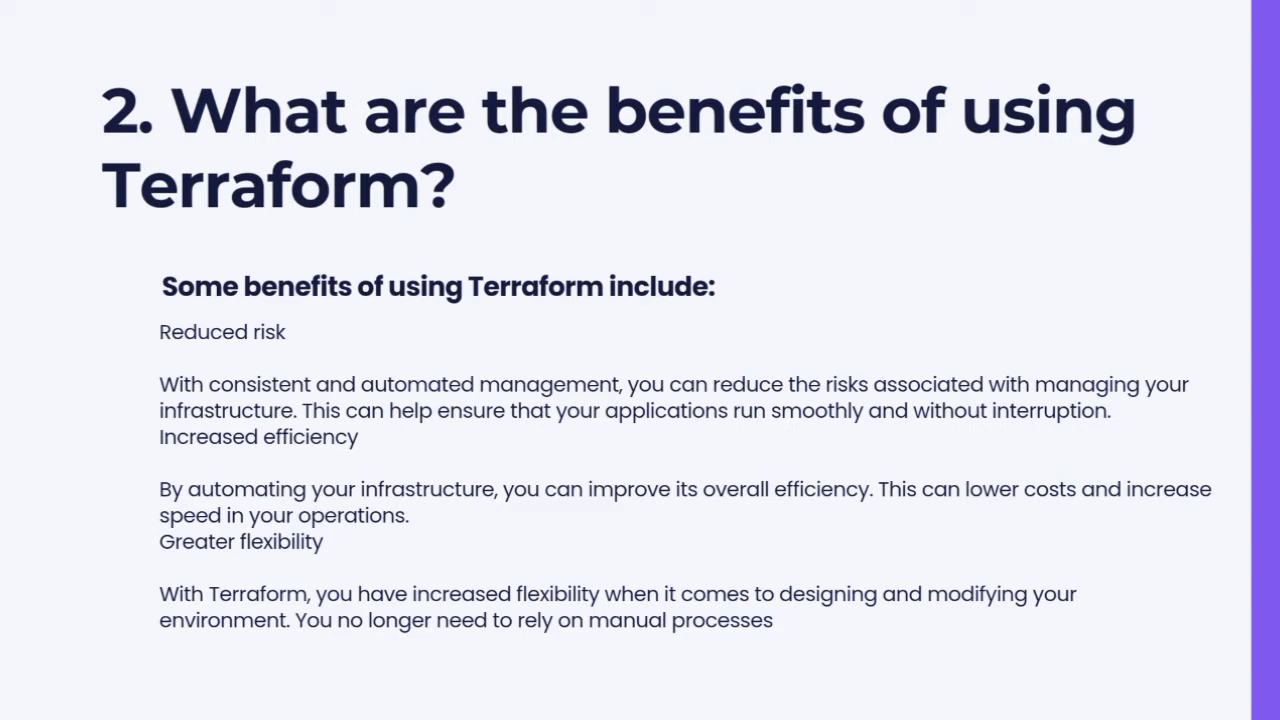 2. What are the benefits of using
Terraform?
Some benefits of using Terraform include:
Reduced risk
With consistent and automated management, you can reduce the risks associated with managing your
infrastructure. This can help ensure that your applications run smoothly and without interruption.
Increased efficiency
By automating your infrastructure, you can improve its overall efficiency. This can lower costs and increase
speed in your operations.
Greater flexibility
With Terraform, you have increased flexibility when it comes to designing and modifying your
environment. You no longer need to rely on manual processes